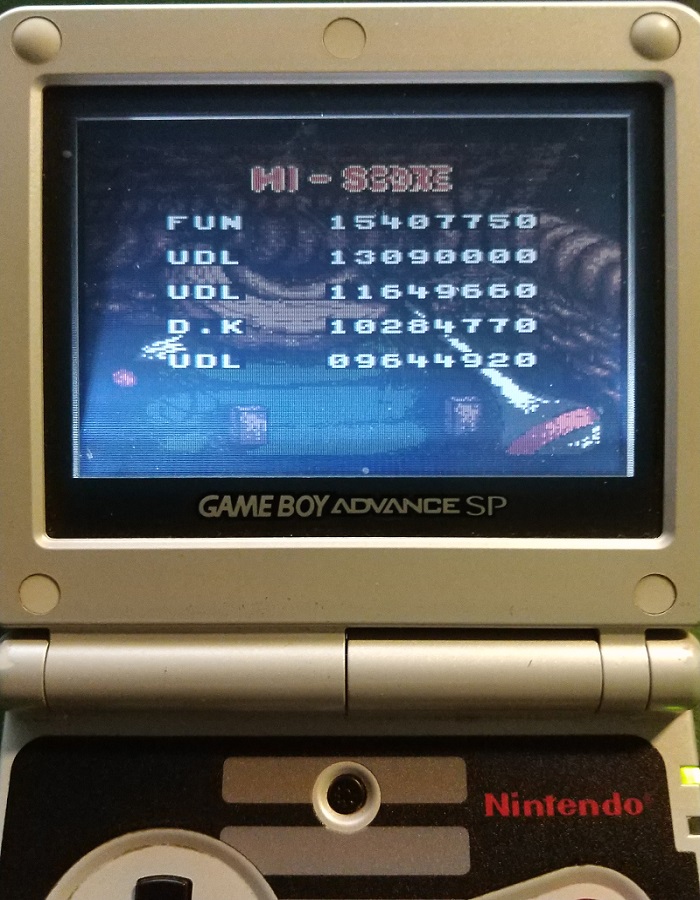 HI-SCORE
FUN 15407750
UDL 13090000
UDL 11649660
D.K 10284770
UDL 09644920
GAME BOY ADVANCE SP
Nintendo